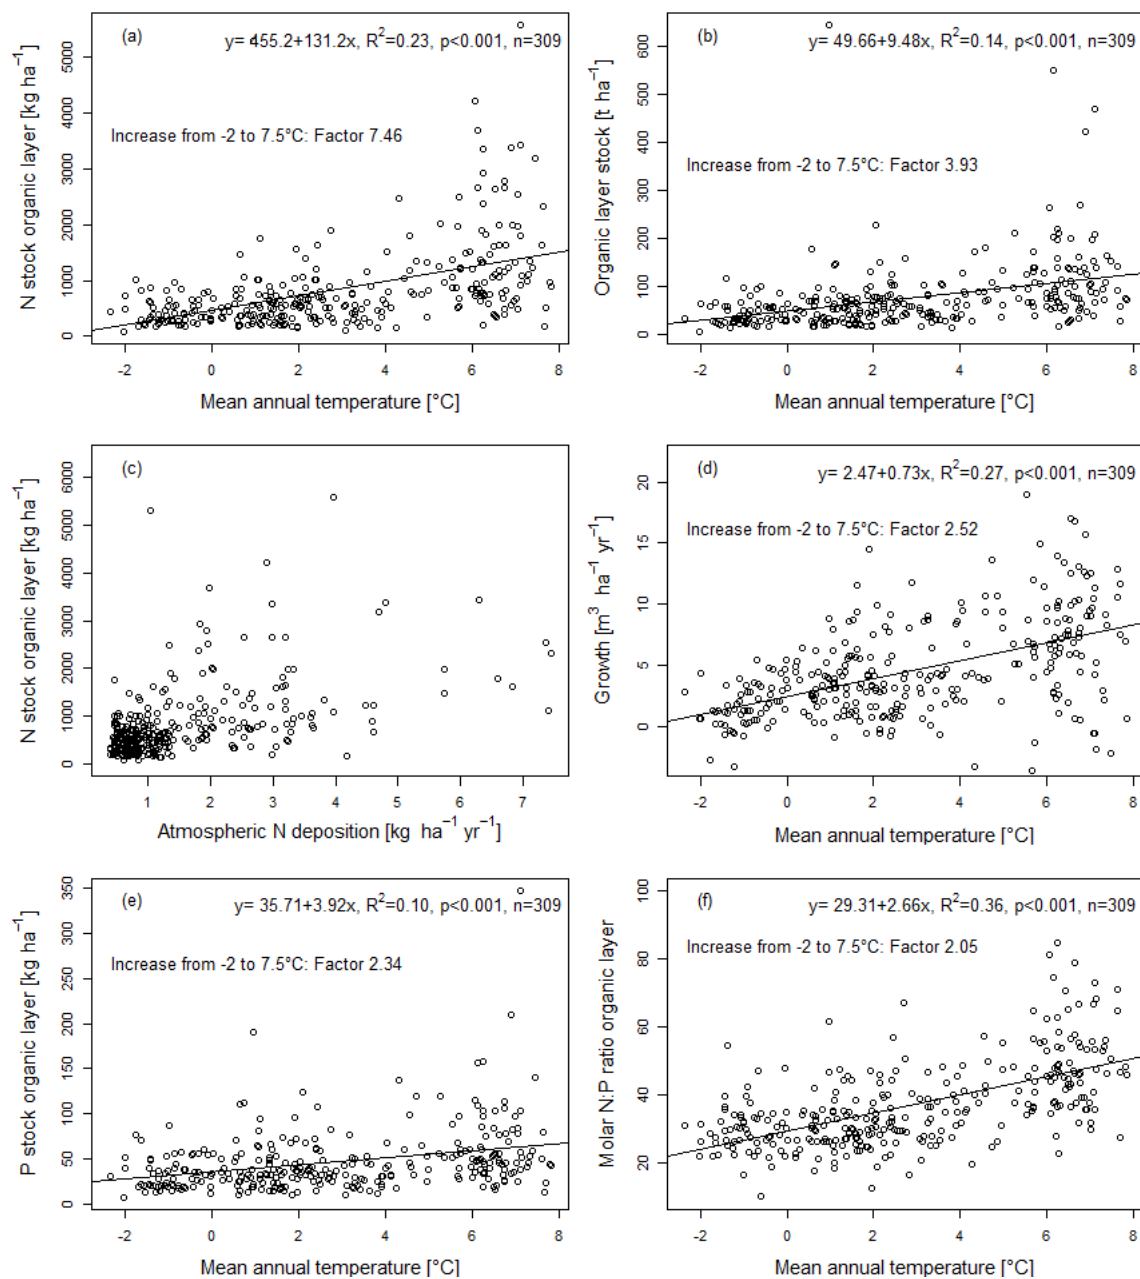 (a)
y= 455.2+131.2x, R²=0.23, p<0.001, n=309
Increase from -2 to 7.5°C: Factor 7.46
N stock organic layer [kg ha⁻¹]
0 1000 2000 3000 4000 5000
-2 0 2 4 6 8
Mean annual temperature [°C]
(b)
y= 49.66+9.48x, R²=0.14, p<0.001, n=309
Increase from -2 to 7.5°C: Factor 3.93
Organic layer stock [t ha⁻¹]
0 100 200 300 400 500 600
-2 0 2 4 6 8
Mean annual temperature [°C]
(c)
N stock organic layer [kg ha⁻¹]
0 1000 2000 3000 4000 5000 6000
1 2 3 4 5 6 7
Atmospheric N deposition [kg ha⁻¹ yr⁻¹]
(d)
y= 2.47+0.73x, R²=0.27, p<0.001, n=309
Increase from -2 to 7.5°C: Factor 2.52
Growth [m³ ha⁻¹ yr⁻¹]
0 5 10 15 20
-2 0 2 4 6 8
Mean annual temperature [°C]
(e)
y= 35.71+3.92x, R²=0.10, p<0.001, n=309
Increase from -2 to 7.5°C: Factor 2.34
P stock organic layer [kg ha⁻¹]
0 50 100 150 200 250 300 350
-2 0 2 4 6 8
Mean annual temperature [°C]
(f)
y= 29.31+2.66x, R²=0.36, p<0.001, n=309
Increase from -2 to 7.5°C: Factor 2.05
Molar N:P ratio organic layer
20 40 60 80 100
-2 0 2 4 6 8
Mean annual temperature [°C]